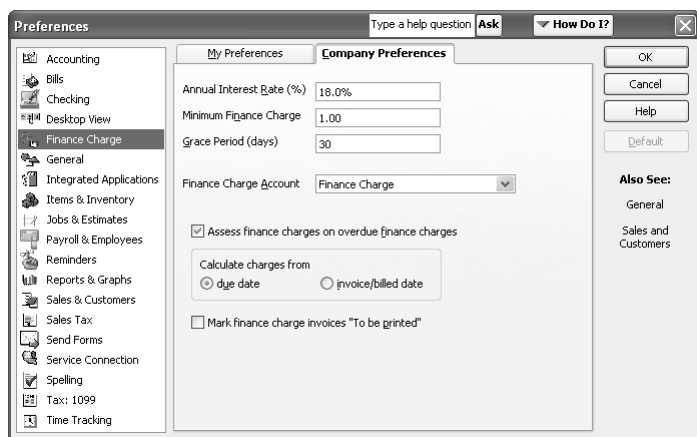 Preferences
Type a help question Ask
How Do I?
Accounting
Bills
Checking
Desktop View
Finance Charge
General
Integrated Applications
Items & Inventory
Jobs & Estimates
Payroll & Employees
Reminders
Reports & Graphs
Sales & Customers
Sales Tax
Send Forms
Service Connection
Spelling
Tax: 1099
Time Tracking
My Preferences
Company Preferences
Annual Interest Rate (%) 18.0%
Minimum Finance Charge 1.00
Grace Period (days) 30
Finance Charge Account Finance Charge
Assess finance charges on overdue finance charges
Calculate charges from
due date
invoice/billed date
Mark finance charge invoices "To be printed"
OK
Cancel
Help
Default
Also See:
General
Sales and
Customers